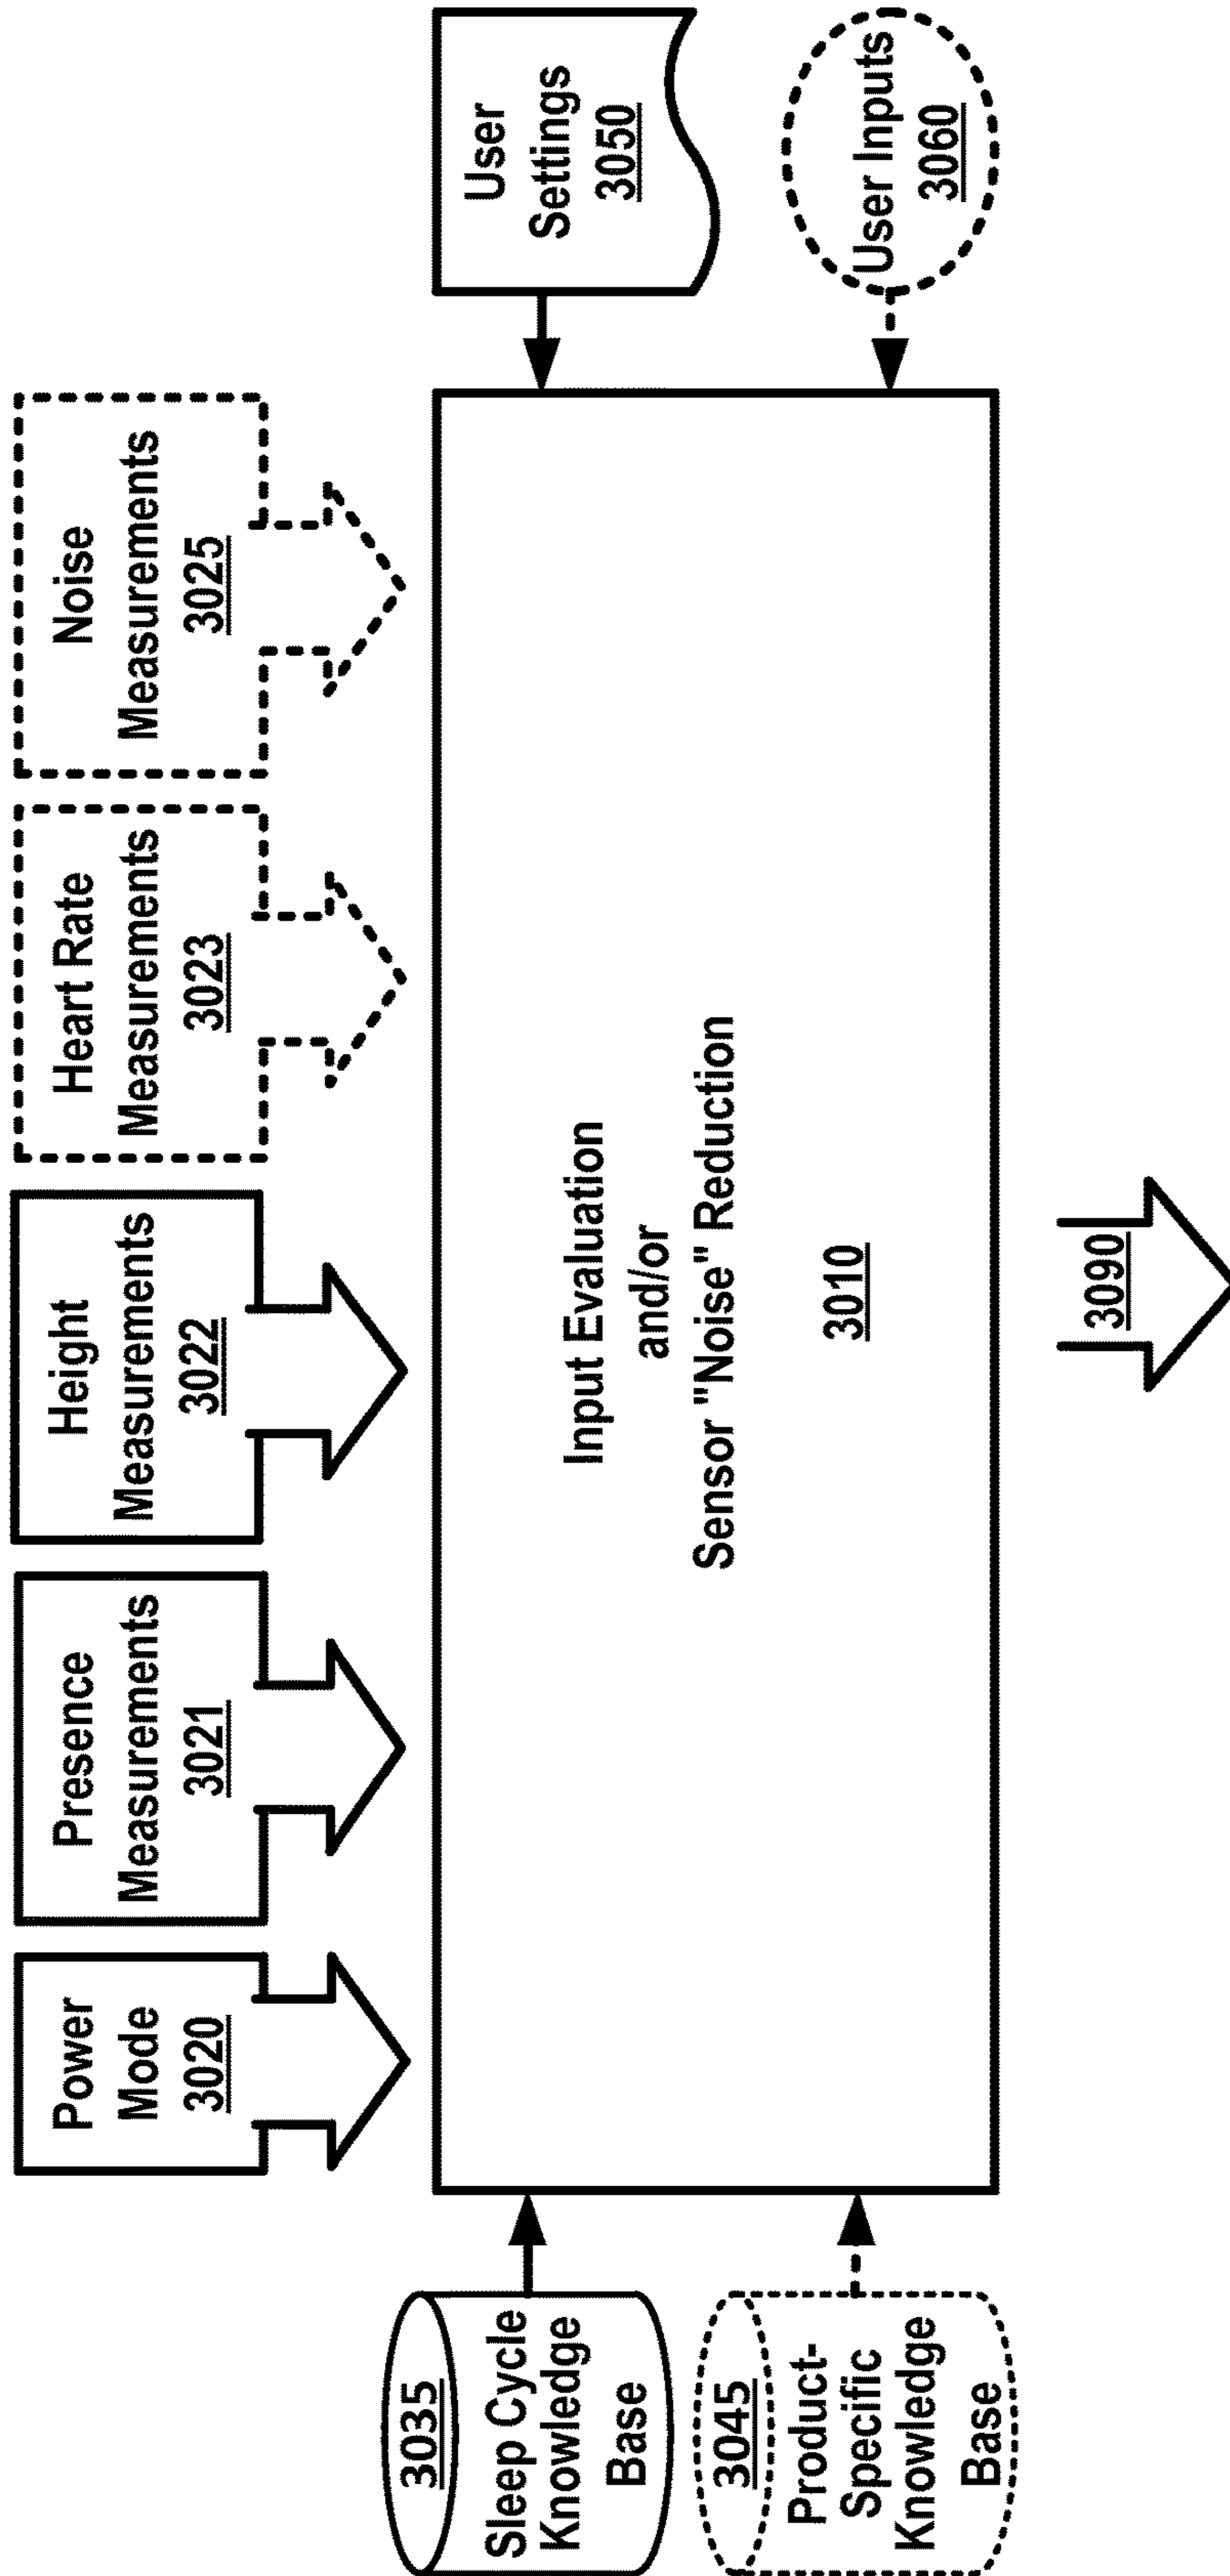 Power
Mode
3020
Presence
Measurements
3021
Height
Measurements
3022
Heart Rate
Measurements
3023
Noise
Measurements
3025
3035
Sleep Cycle
Knowledge
Base
3045
Product-
Specific
Knowledge
Base
Input Evaluation
and/or
Sensor "Noise" Reduction
3010
User
Settings
3050
User Inputs
3060
3090